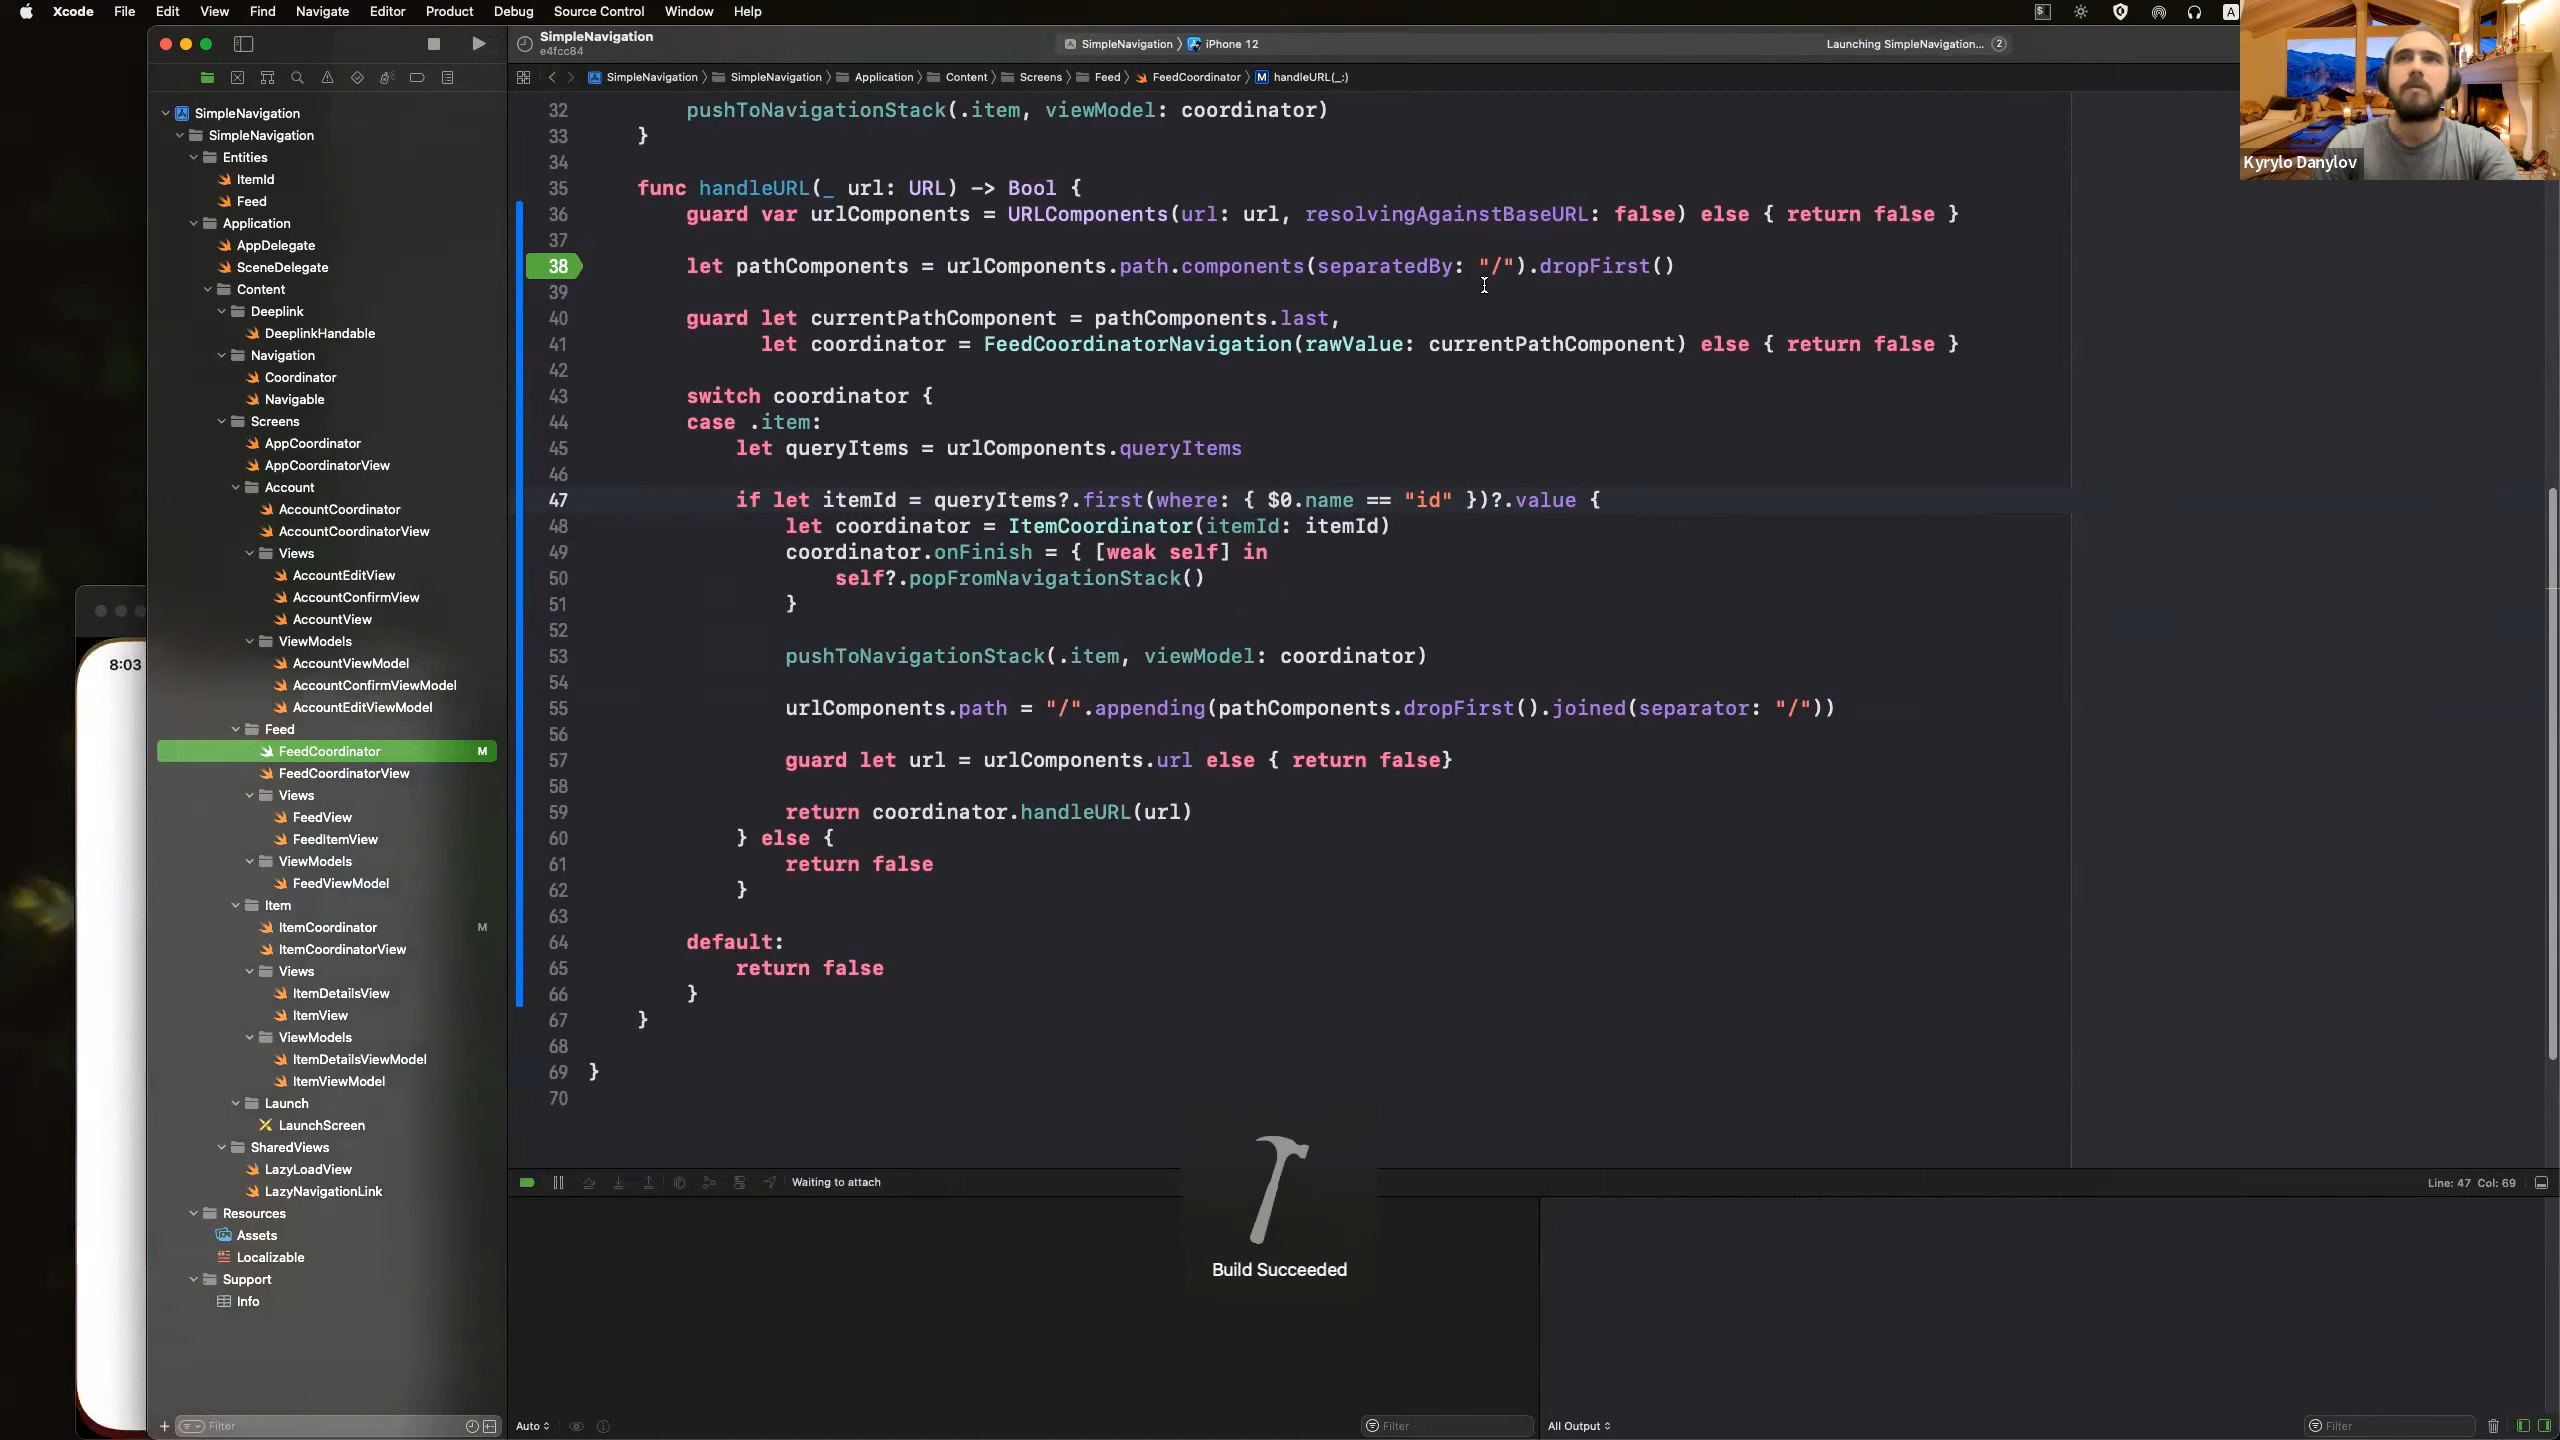 Xcode File Edit View Find Navigate Editor Product Debug Source Control Window Help
SimpleNavigation
e4fcc84
SimpleNavigation 〉 iPhone 12
Launching SimpleNavigation... 2
SimpleNavigation 〉 SimpleNavigation 〉 Application 〉 Content 〉 Screens 〉 Feed 〉 FeedCoordinator 〉 M handleURL(_:)
Kyrylo Danylov
8:03
SimpleNavigation
SimpleNavigation
Entities
ItemId
Feed
Application
AppDelegate
SceneDelegate
Content
Deeplink
DeeplinkHandable
Navigation
Coordinator
Navigable
Screens
AppCoordinator
AppCoordinatorView
Account
AccountCoordinator
AccountCoordinatorView
Views
AccountEditView
AccountConfirmView
AccountView
ViewModels
AccountViewModel
AccountConfirmViewModel
AccountEditViewModel
Feed
FeedCoordinator M
FeedCoordinatorView
Views
FeedView
FeedItemView
ViewModels
FeedViewModel
Item
ItemCoordinator M
ItemCoordinatorView
Views
ItemDetailsView
ItemView
ViewModels
ItemDetailsViewModel
ItemViewModel
Launch
LaunchScreen
SharedViews
LazyLoadView
LazyNavigationLink
Resources
Assets
Localizable
Support
Info
Filter
32 pushToNavigationStack(.item, viewModel: coordinator)
33 }
34
35 func handleURL(_ url: URL) -> Bool {
36 guard var urlComponents = URLComponents(url: url, resolvingAgainstBaseURL: false) else { return false }
37
38 let pathComponents = urlComponents.path.components(separatedBy: "/").dropFirst()
39
40 guard let currentPathComponent = pathComponents.last,
41 let coordinator = FeedCoordinatorNavigation(rawValue: currentPathComponent) else { return false }
42
43 switch coordinator {
44 case .item:
45 let queryItems = urlComponents.queryItems
46
47 if let itemId = queryItems?.first(where: { $0.name == "id" })?.value {
48 let coordinator = ItemCoordinator(itemId: itemId)
49 coordinator.onFinish = { [weak self] in
50 self?.popFromNavigationStack()
51 }
52
53 pushToNavigationStack(.item, viewModel: coordinator)
54
55 urlComponents.path = "/".appending(pathComponents.dropFirst().joined(separator: "/"))
56
57 guard let url = urlComponents.url else { return false}
58
59 return coordinator.handleURL(url)
60 } else {
61 return false
62 }
63
64 default:
65 return false
66 }
67 }
68
69 }
70
Waiting to attach
Line: 47 Col: 69
Build Succeeded
Auto
Filter
All Output
Filter